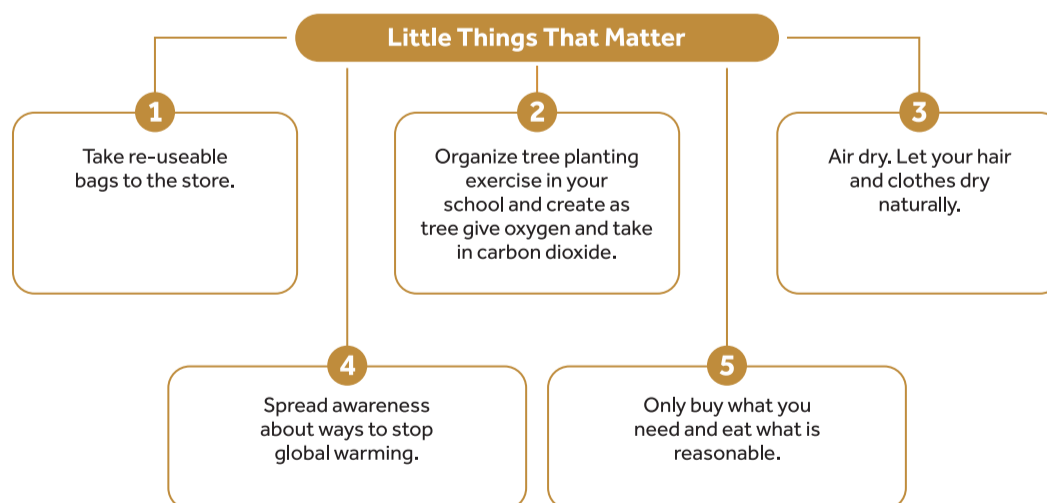 Little Things That Matter
1
Take re-useable
bags to the store.
2
Organize tree planting
exercise in your
school and create as
tree give oxygen and take
in carbon dioxide.
3
Air dry. Let your hair
and clothes dry
naturally.
4
Spread awareness
about ways to stop
global warming.
5
Only buy what you
need and eat what is
reasonable.